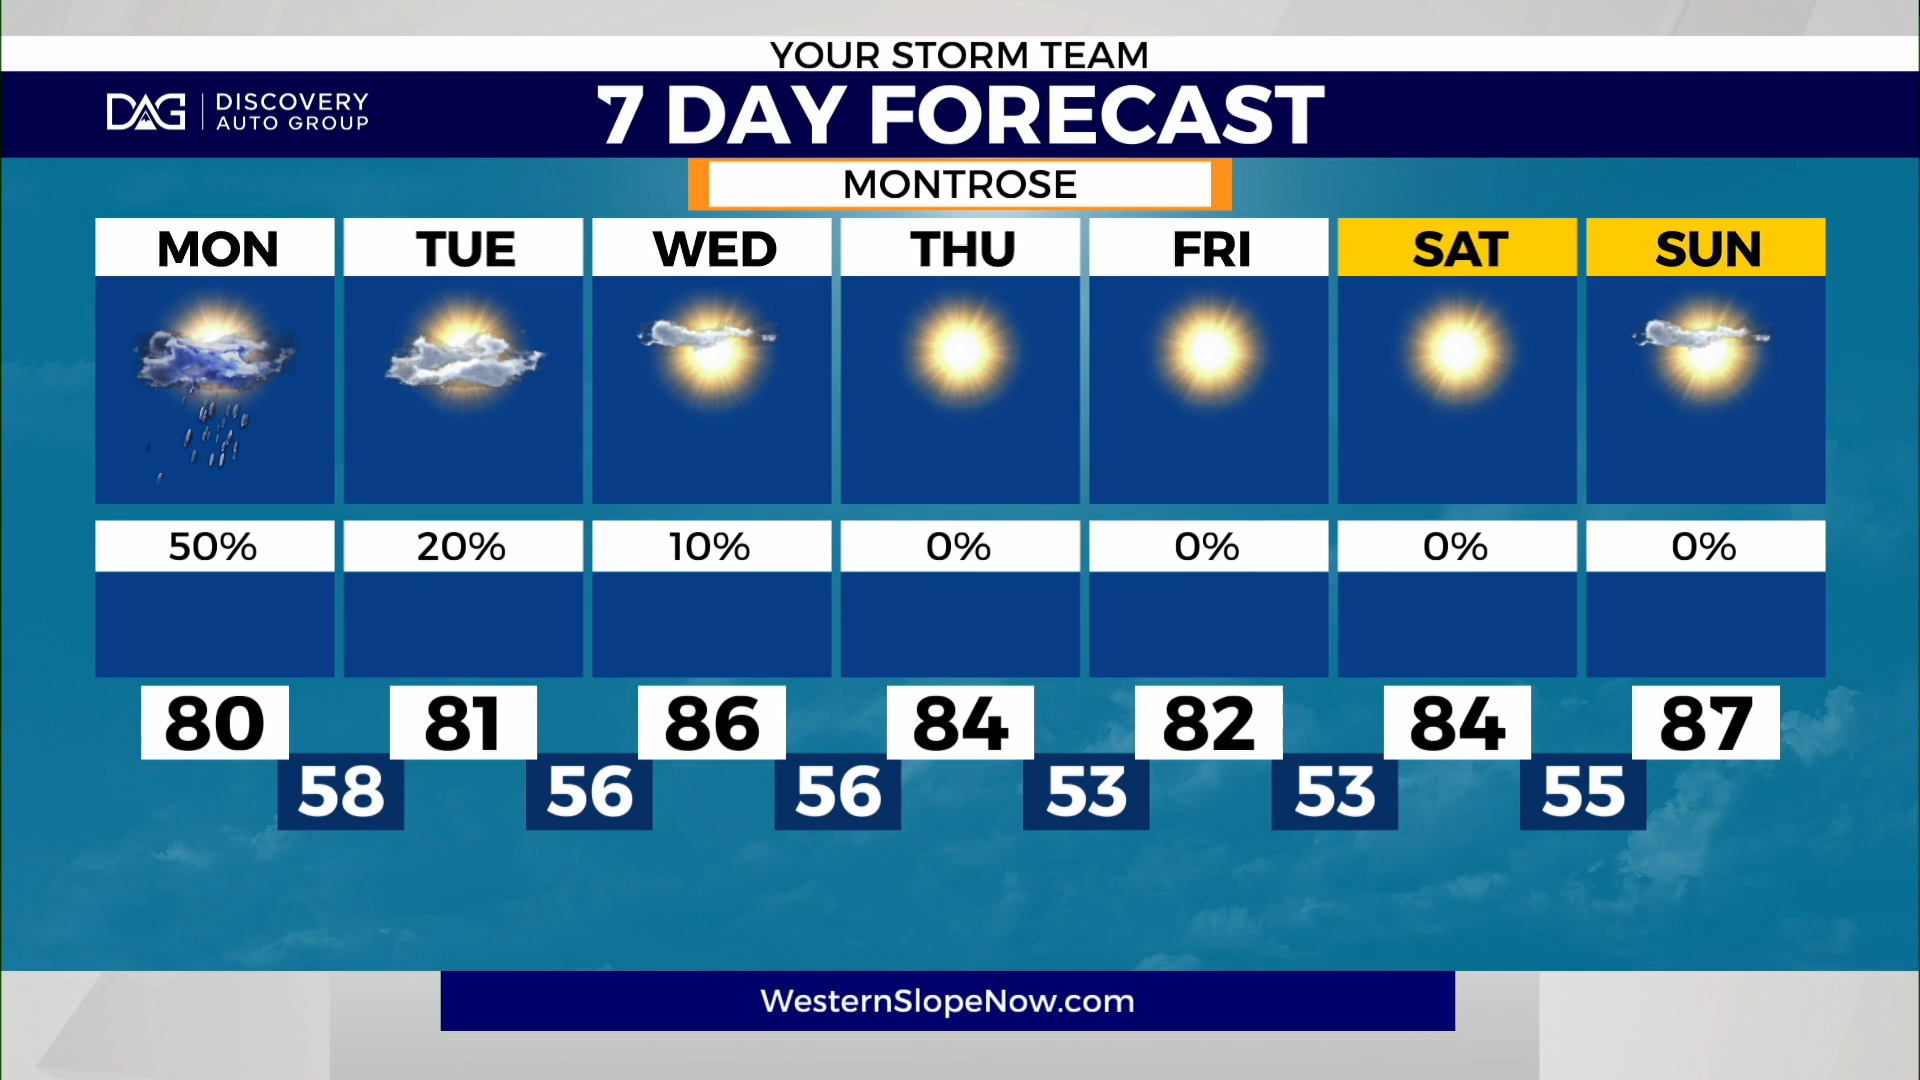 YOUR STORM TEAM
DAG | DISCOVERY
AUTO GROUP
7 DAY FORECAST
MONTROSE
MON TUE WED THU FRI SAT SUN
50% 20% 10% 0% 0% 0% 0%
80 81 86 84 82 84 87
58 56 56 53 53 55
WesternSlopeNow.com